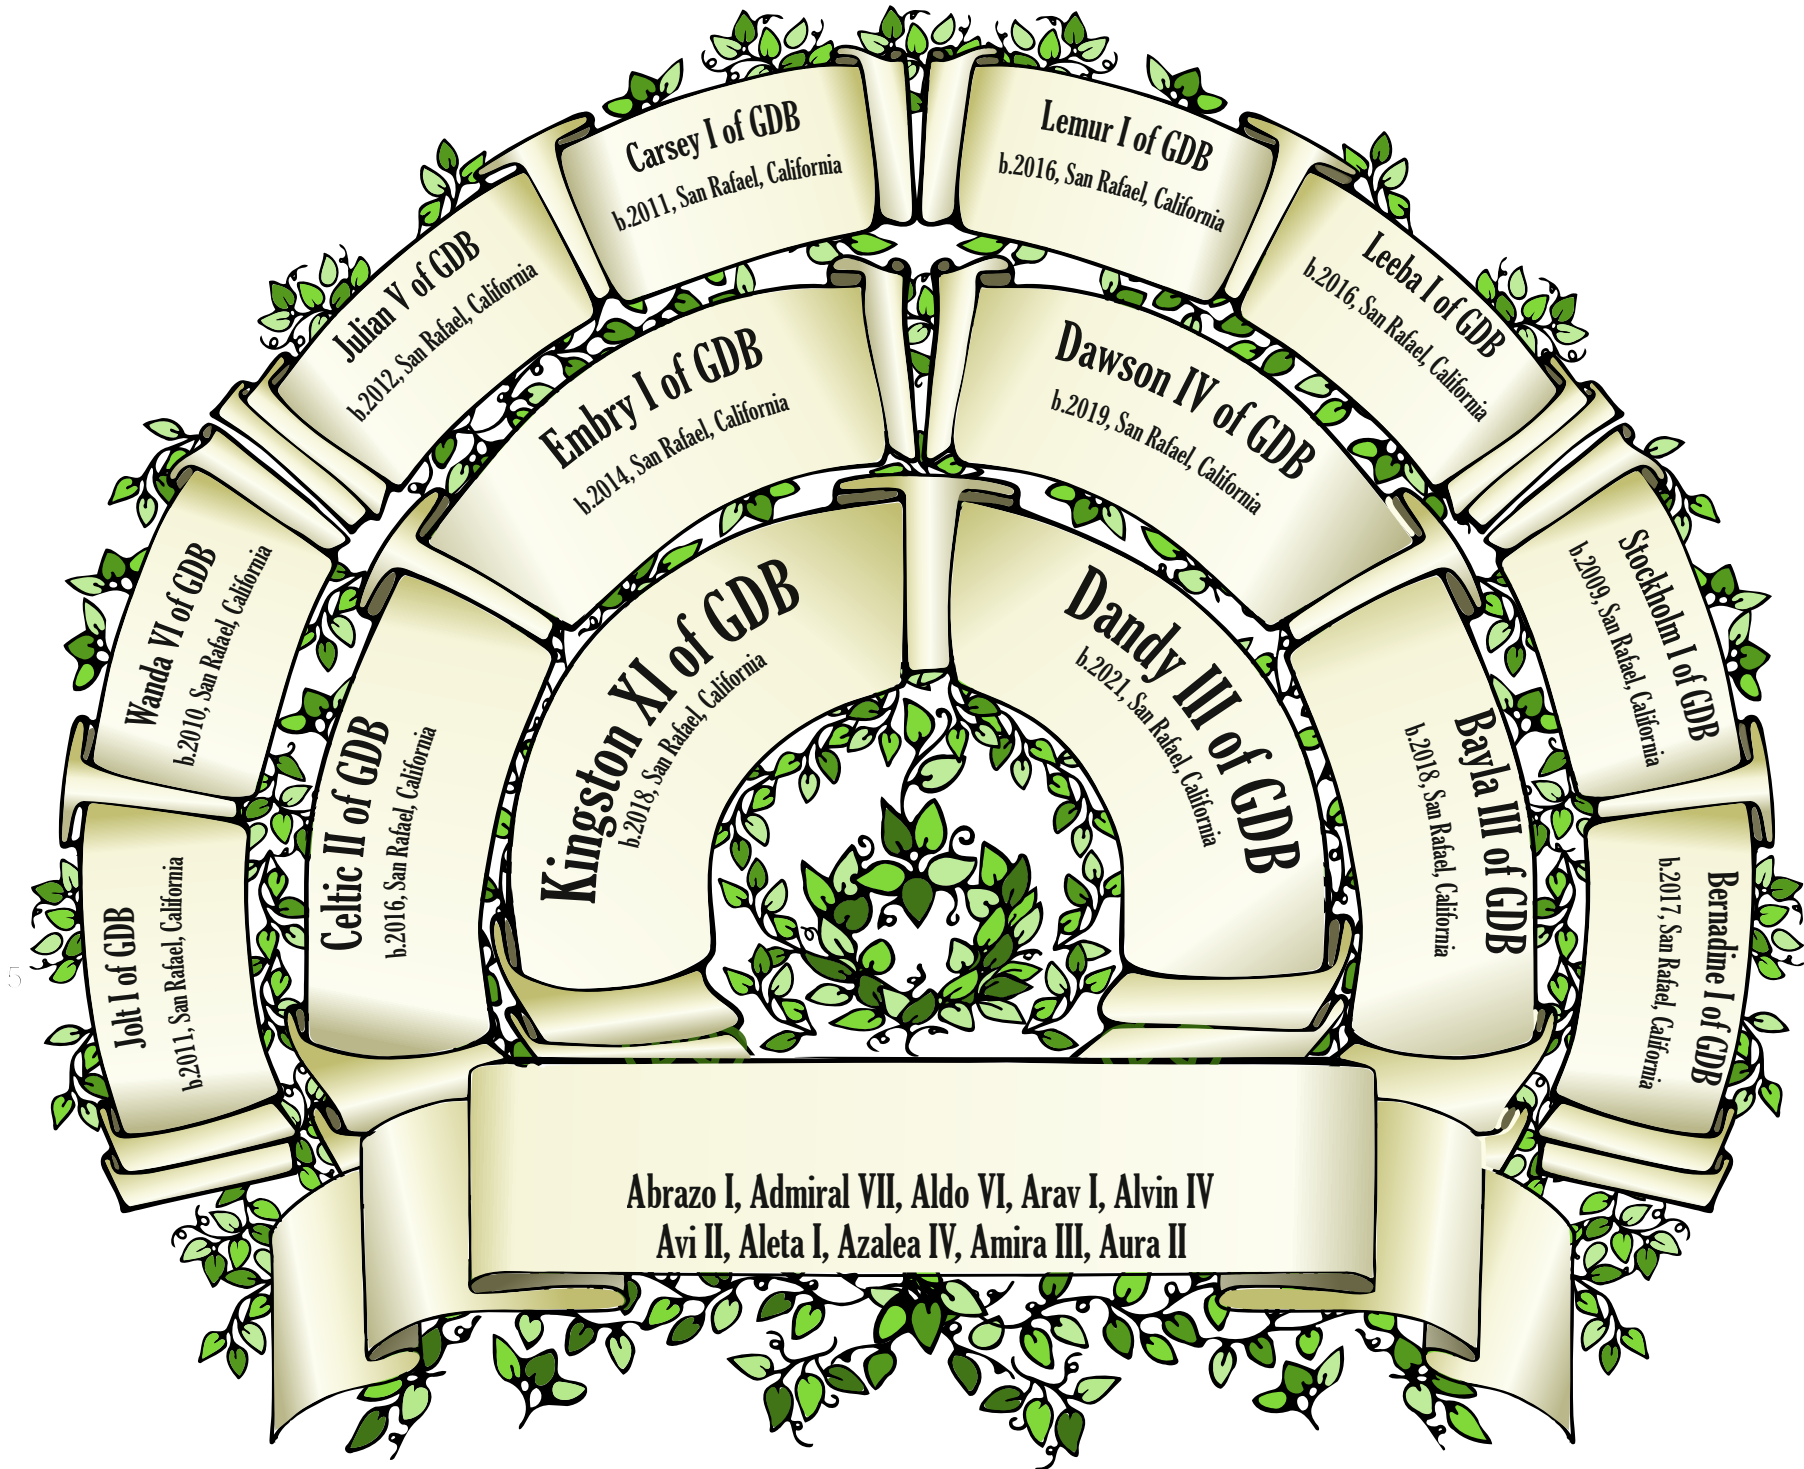 Carsey I of GDB
b.2011, San Rafael, California
Lemur I of GDB
b.2016, San Rafael, California
Julian V of GDB
b.2012, San Rafael, California
Leeba I of GDB
b.2016, San Rafael, California
Embry I of GDB
b.2014, San Rafael, California
Dawson IV of GDB
b.2019, San Rafael, California
Wanda VI of GDB
b.2010, San Rafael, California
Stockholm I of GDB
b.2009, San Rafael, California
Kingston XI of GDB
b.2018, San Rafael, California
Dandy III of GDB
b.2021, San Rafael, California
Celtic II of GDB
b.2016, San Rafael, California
Bayla III of GDB
b.2018, San Rafael, California
Jolt I of GDB
b.2011, San Rafael, California
Bernadine I of GDB
b.2017, San Rafael, California
5
Abrazo I, Admiral VII, Aldo VI, Arav I, Alvin IV
Avi II, Aleta I, Azalea IV, Amira III, Aura II